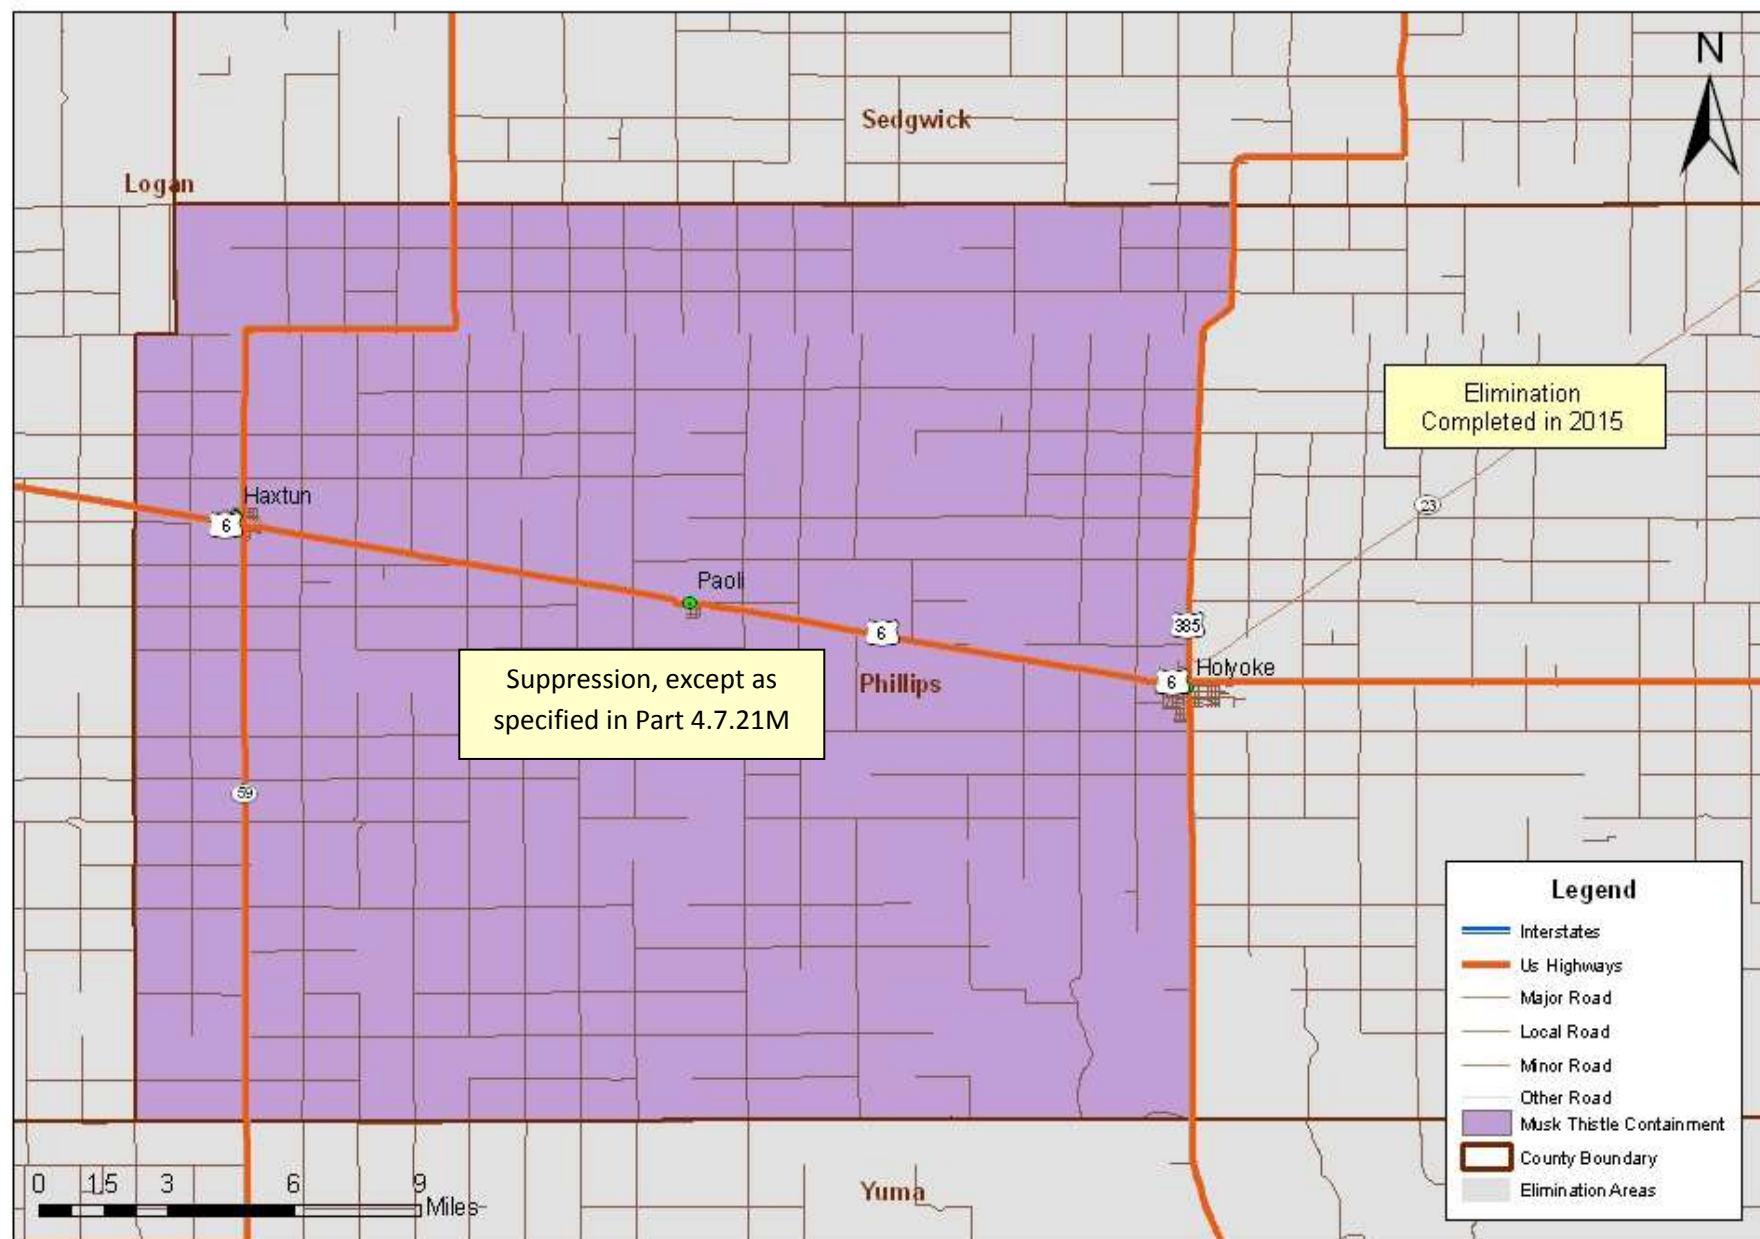 N
Sedgwick
Logan
Elimination
Completed in 2015
Haxtun
6
23
Paoli
6
385
Suppression, except as
specified in Part 4.7.21M
Phillips
Holyoke
6
59
Legend
Interstates
Us Highways
Major Road
Local Road
Minor Road
Other Road
Musk Thistle Containment
County Boundary
Elimination Areas
0 1.5 3 6 9
Miles
Yuma